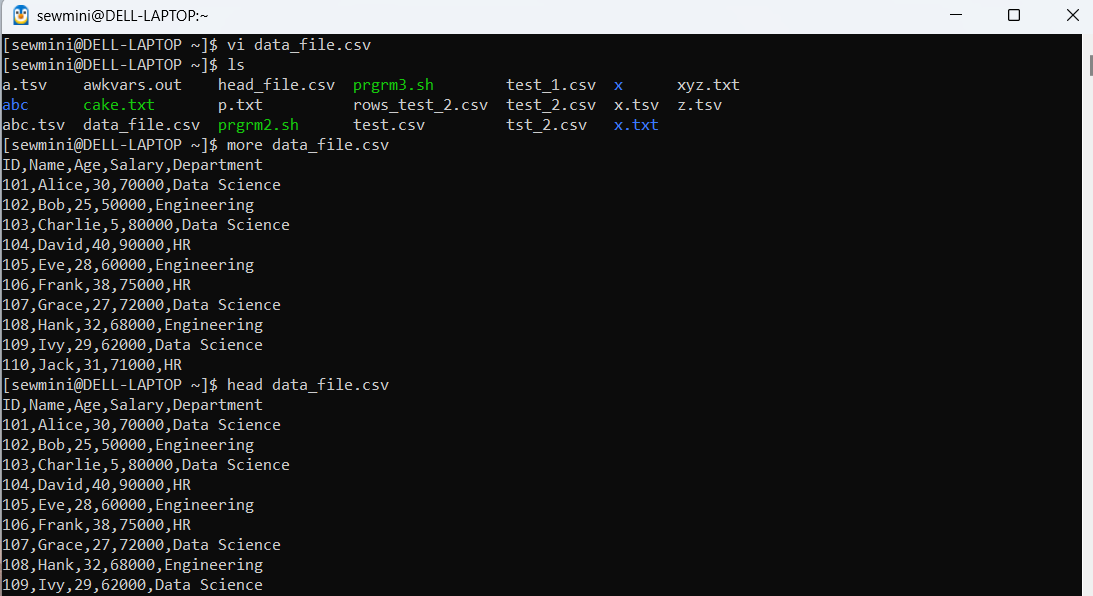 sewmini@DELL-LAPTOP:~
[sewmini@DELL-LAPTOP ~]$ vi data_file.csv
[sewmini@DELL-LAPTOP ~]$ ls
a.tsv    awkvars.out    head_file.csv  prgrm3.sh        test_1.csv  x      xyz.txt
abc      cake.txt       p.txt          rows_test_2.csv  test_2.csv  x.tsv  z.tsv
abc.tsv  data_file.csv  prgrm2.sh      test.csv         tst_2.csv   x.txt
[sewmini@DELL-LAPTOP ~]$ more data_file.csv
ID,Name,Age,Salary,Department
101,Alice,30,70000,Data Science
102,Bob,25,50000,Engineering
103,Charlie,5,80000,Data Science
104,David,40,90000,HR
105,Eve,28,60000,Engineering
106,Frank,38,75000,HR
107,Grace,27,72000,Data Science
108,Hank,32,68000,Engineering
109,Ivy,29,62000,Data Science
110,Jack,31,71000,HR
[sewmini@DELL-LAPTOP ~]$ head data_file.csv
ID,Name,Age,Salary,Department
101,Alice,30,70000,Data Science
102,Bob,25,50000,Engineering
103,Charlie,5,80000,Data Science
104,David,40,90000,HR
105,Eve,28,60000,Engineering
106,Frank,38,75000,HR
107,Grace,27,72000,Data Science
108,Hank,32,68000,Engineering
109,Ivy,29,62000,Data Science